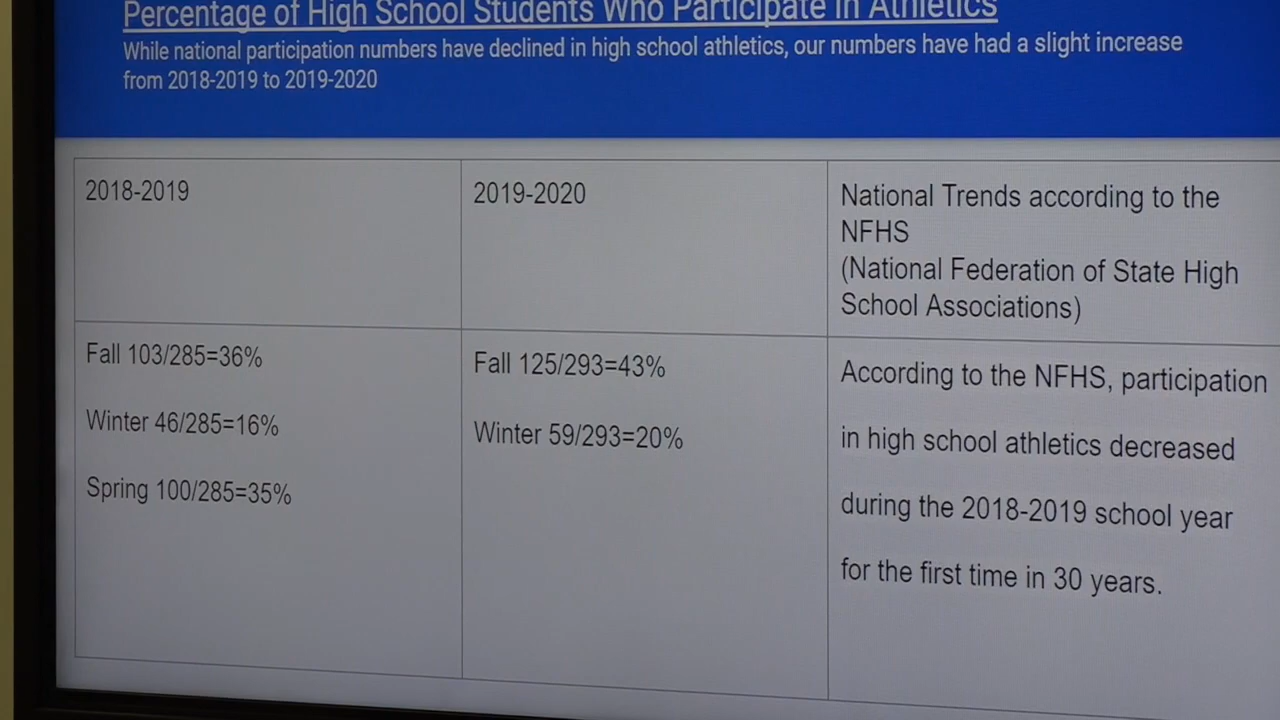 Percentage of High School Students Who Participate in Athletics
While national participation numbers have declined in high school athletics, our numbers have had a slight increase
from 2018-2019 to 2019-2020
2018-2019
2019-2020
National Trends according to the
NFHS
(National Federation of State High
School Associations)
Fall 103/285=36%
Winter 46/285=16%
Spring 100/285=35%
Fall 125/293=43%
Winter 59/293=20%
According to the NFHS, participation
in high school athletics decreased
during the 2018-2019 school year
for the first time in 30 years.